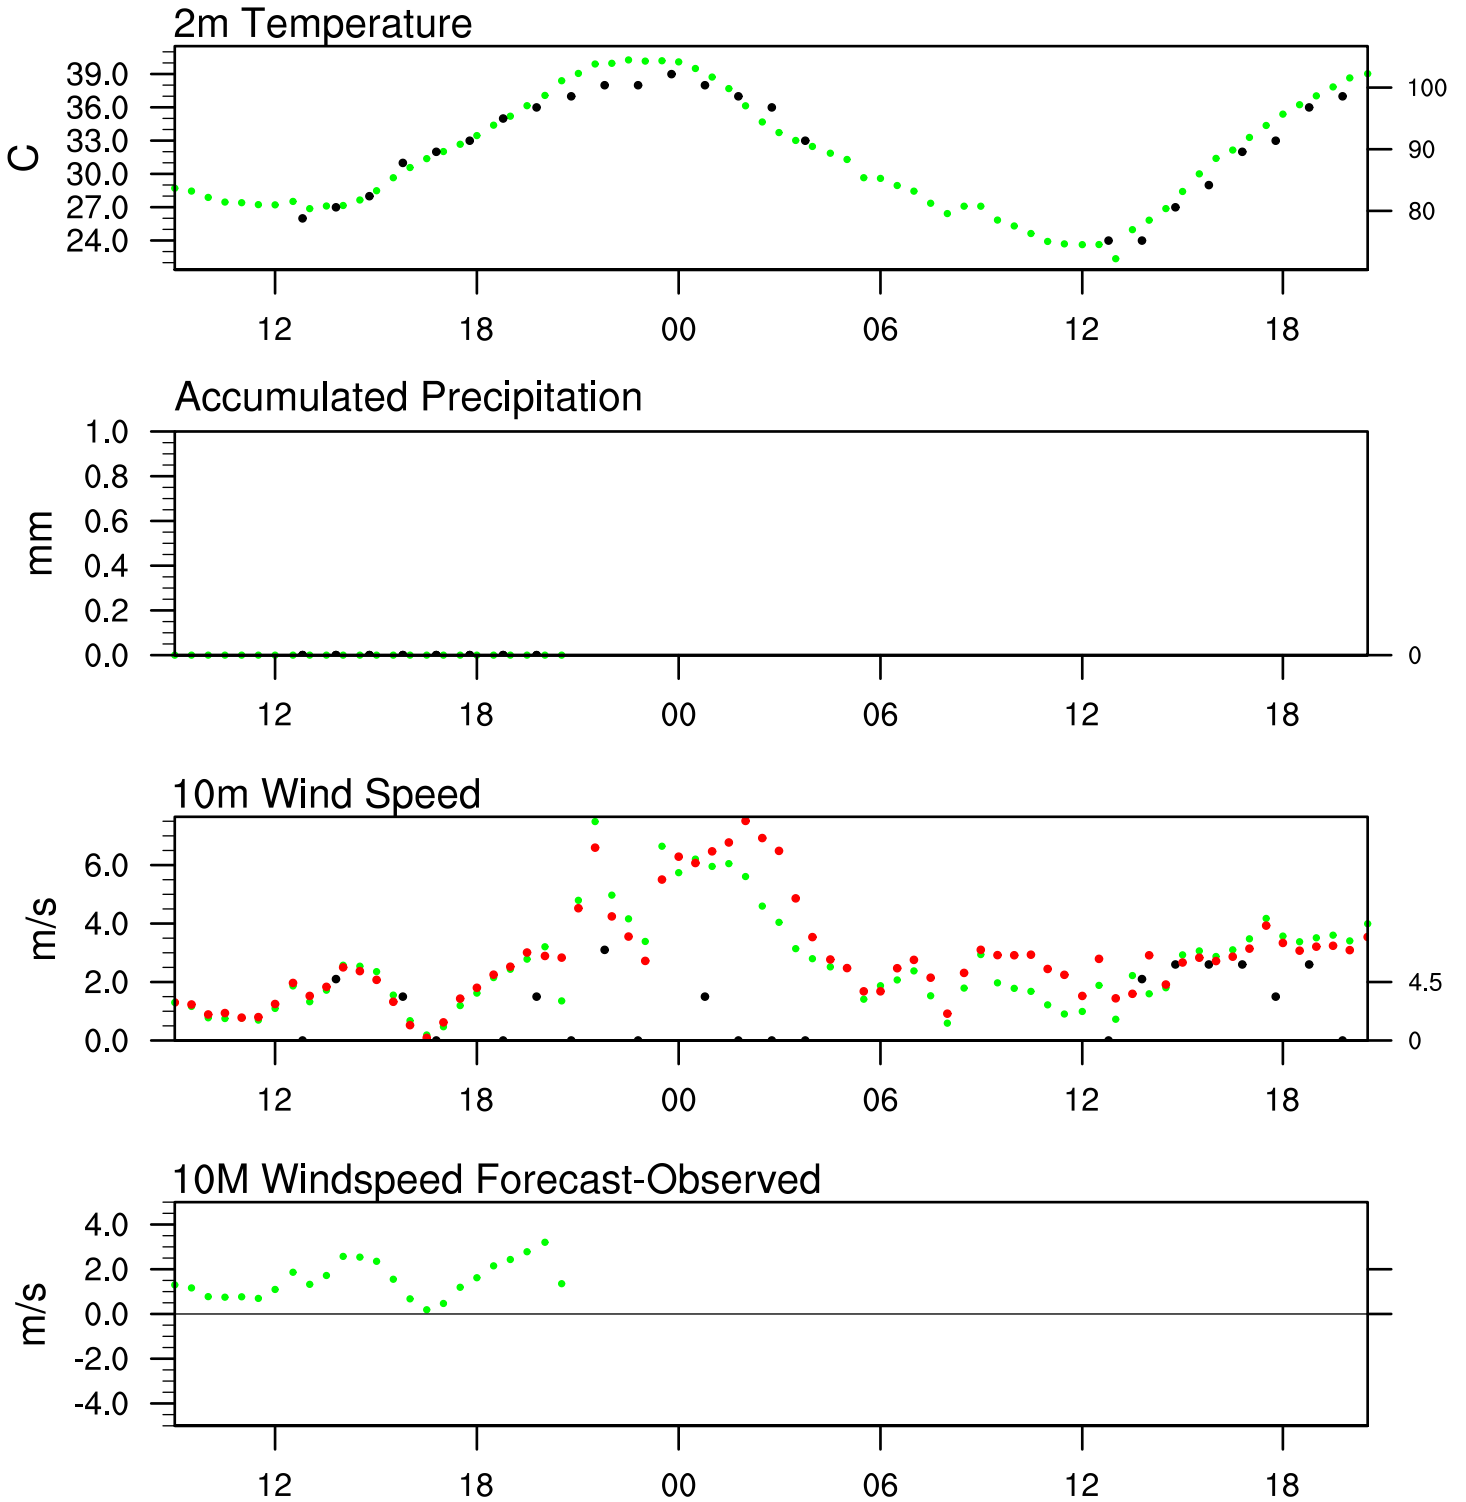 2m Temperature
39.0
36.0
33.0
30.0
27.0
24.0
C
100
90
80
12 18 00 06 12 18
Accumulated Precipitation
1.0
0.8
0.6
0.4
0.2
0.0
mm
0
12 18 00 06 12 18
10m Wind Speed
6.0
4.0
2.0
0.0
m/s
4.5
0
12 18 00 06 12 18
10M Windspeed Forecast-Observed
4.0
2.0
0.0
-2.0
-4.0
m/s
12 18 00 06 12 18